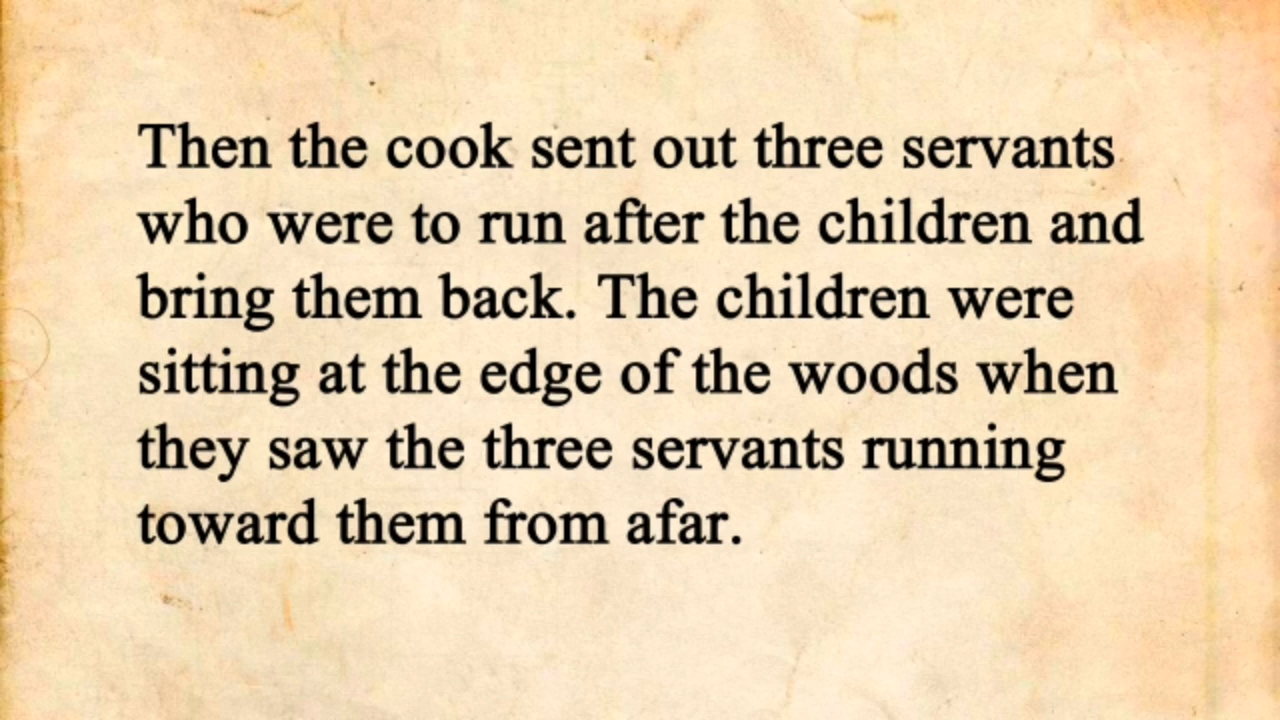 Then the cook sent out three servants
who were to run after the children and
bring them back. The children were
sitting at the edge of the woods when
they saw the three servants running
toward them from afar.